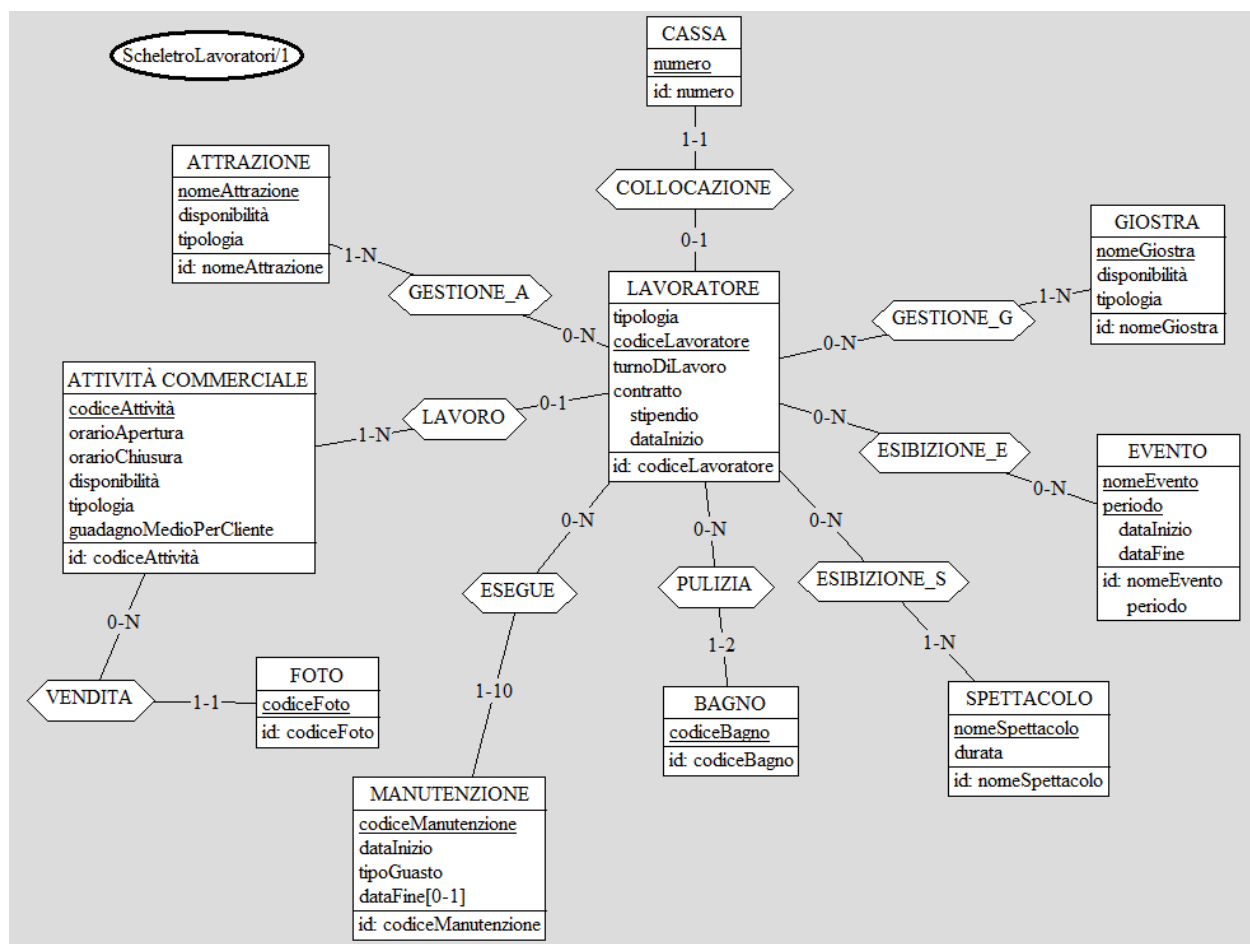 ScheletroLavoratori/1
CASSA
numero
id: numero
1-1
COLLOCAZIONE
0-1
ATTRAZIONE
nomeAttrazione
disponibilità
tipologia
id: nomeAttrazione
1-N
GESTIONE_A
0-N
LAVORATORE
tipologia
codiceLavoratore
turnoDiLavoro
contratto
stipendio
dataInizio
id: codiceLavoratore
GIOSTRA
nomeGiostra
disponibilità
tipologia
id: nomeGiostra
1-N
GESTIONE_G
0-N
ATTIVITÀ COMMERCIALE
codiceAttività
orarioApertura
orarioChiusura
disponibilità
tipologia
guadagnoMedioPerCliente
id: codiceAttività
1-N
LAVORO
0-1
0-N
ESIBIZIONE_E
0-N
EVENTO
nomeEvento
periodo
dataInizio
dataFine
id: nomeEvento
periodo
0-N
ESEGUE
1-10
0-N
PULIZIA
1-2
0-N
ESIBIZIONE_S
1-N
0-N
VENDITA
1-1
FOTO
codiceFoto
id: codiceFoto
BAGNO
codiceBagno
id: codiceBagno
SPETTACOLO
nomeSpettacolo
durata
id: nomeSpettacolo
MANUTENZIONE
codiceManutenzione
dataInizio
tipoGuasto
dataFine[0-1]
id: codiceManutenzione